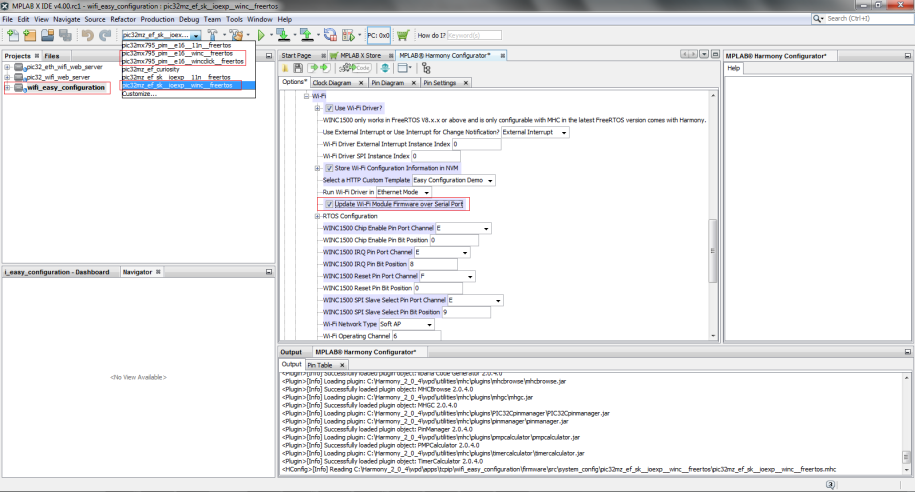 MPLAB X IDE v4.00.rc1 - wifi_easy_configuration : pic32mz_ef_sk__ioexp__winc__freertos
File Edit View Navigate Source Refactor Production Debug Team Tools Window Help
Search (Ctrl+I)
pic32mz_ef_sk__ioex...
PC: 0x0
How do I? Keyword(s)
pic32mx795_pim__e16__11n__freertos
pic32mx795_pim__e16__winc__freertos
pic32mx795_pim__e16__wincclick__freertos
pic32mz_ef_curiosity
pic32mz_ef_sk__ioexp__11n__freertos
pic32mz_ef_sk__ioexp__winc__freertos
Customize...
Projects Files
pic32_eth_wifi_web_server
pic32_wifi_web_server
wifi_easy_configuration
Start Page MPLAB X Store MPLAB® Harmony Configurator*
MPLAB® Harmony Configurator*
Help
Code
Options* Clock Diagram Pin Diagram Pin Settings
Wi-Fi
Use Wi-Fi Driver?
WINC1500 only works in FreeRTOS V8.x.x or above and is only configurable with MHC in the latest FreeRTOS version comes with Harmony.
Use External Interrupt or Use Interrupt for Change Notification? External Interrupt
Wi-Fi Driver External Interrupt Instance Index 0
Wi-Fi Driver SPI Instance Index 0
Store Wi-Fi Configuration Information in NVM
Select a HTTP Custom Template Easy Configuration Demo
Run Wi-Fi Driver in Ethernet Mode
Update Wi-Fi Module Firmware over Serial Port
RTOS Configuration
WINC1500 Chip Enable Pin Port Channel E
WINC1500 Chip Enable Pin Bit Position 0
WINC1500 IRQ Pin Port Channel E
WINC1500 IRQ Pin Bit Position 8
WINC1500 Reset Pin Port Channel F
WINC1500 Reset Pin Bit Position 0
WINC1500 SPI Slave Select Pin Port Channel E
WINC1500 SPI Slave Select Pin Bit Position 9
Wi-Fi Network Type Soft AP
Wi-Fi Operating Channel 6
i_easy_configuration - Dashboard Navigator
<No View Available>
Output MPLAB® Harmony Configurator*
Output Pin Table
<Plugin>[Info] Successfully loaded plugin object: libaria Code Generator 2.0.4.0
<Plugin>[Info] Loading plugin: C:\Harmony_2_0_4\vpd\utilities\mhc\plugins\mhcbrowse\mhcbrowse.jar
<Plugin>[Info] Successfully loaded plugin object: MHCBrowse 2.0.4.0
<Plugin>[Info] Loading plugin: C:\Harmony_2_0_4\vpd\utilities\mhc\plugins\mhgc\mhgc.jar
<Plugin>[Info] Successfully loaded plugin object: MHGC 2.0.4.0
<Plugin>[Info] Loading plugin: C:\Harmony_2_0_4\vpd\utilities\mhc\plugins\PIC32Cpinmanager\PIC32Cpinmanager.jar
<Plugin>[Info] Loading plugin: C:\Harmony_2_0_4\vpd\utilities\mhc\plugins\pinmanager\pinmanager.jar
<Plugin>[Info] Successfully loaded plugin object: PinManager 2.0.4.0
<Plugin>[Info] Loading plugin: C:\Harmony_2_0_4\vpd\utilities\mhc\plugins\pmpcalculator\pmpcalculator.jar
<Plugin>[Info] Successfully loaded plugin object: PMPCalculator 2.0.4.0
<Plugin>[Info] Loading plugin: C:\Harmony_2_0_4\vpd\utilities\mhc\plugins\timercalculator\timercalculator.jar
<Plugin>[Info] Successfully loaded plugin object: TimerCalculator 2.0.4.0
<HConfig>[Info] Reading C:\Harmony_2_0_4\vpd\apps\tcpip\wifi_easy_configuration\firmware\src\system_config\pic32mz_ef_sk__ioexp__winc__freertos\pic32mz_ef_sk__ioexp__winc__freertos.mhc